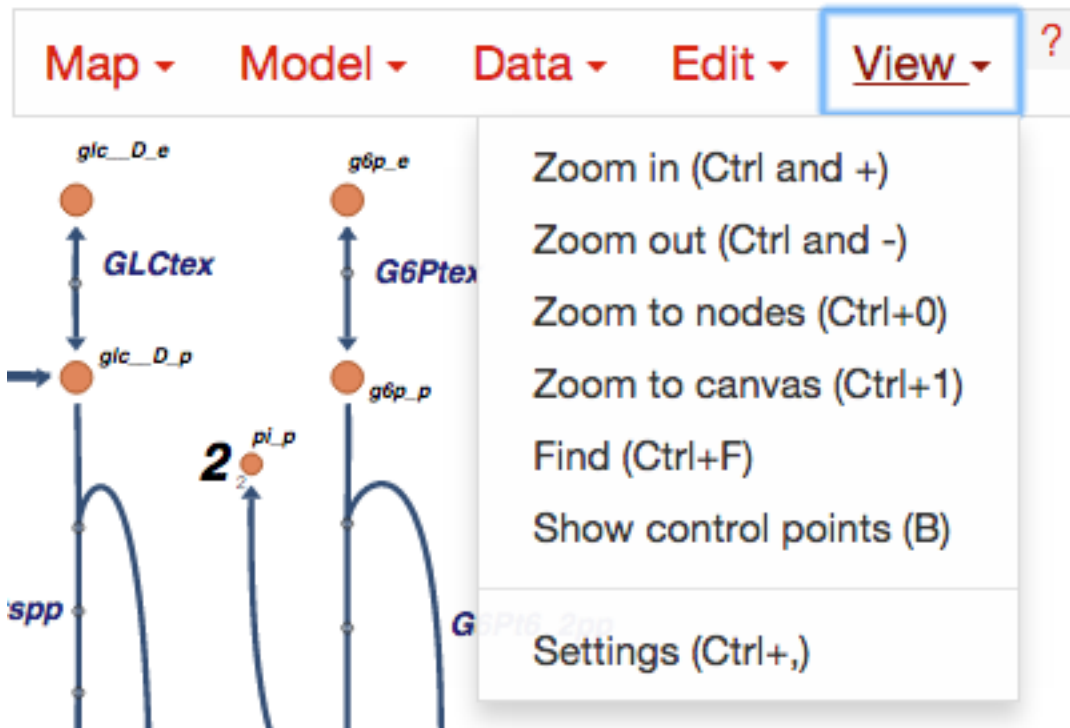 Map Model Data Edit View ?
glc__D_e
g6p_e
Zoom in (Ctrl and +)
Zoom out (Ctrl and -)
GLCtex
G6Ptex
Zoom to nodes (Ctrl+0)
glc__D_p
g6p_p
Zoom to canvas (Ctrl+1)
2
pi_p
2
Find (Ctrl+F)
Show control points (B)
spp
G6Pt6_2pp
Settings (Ctrl+,)